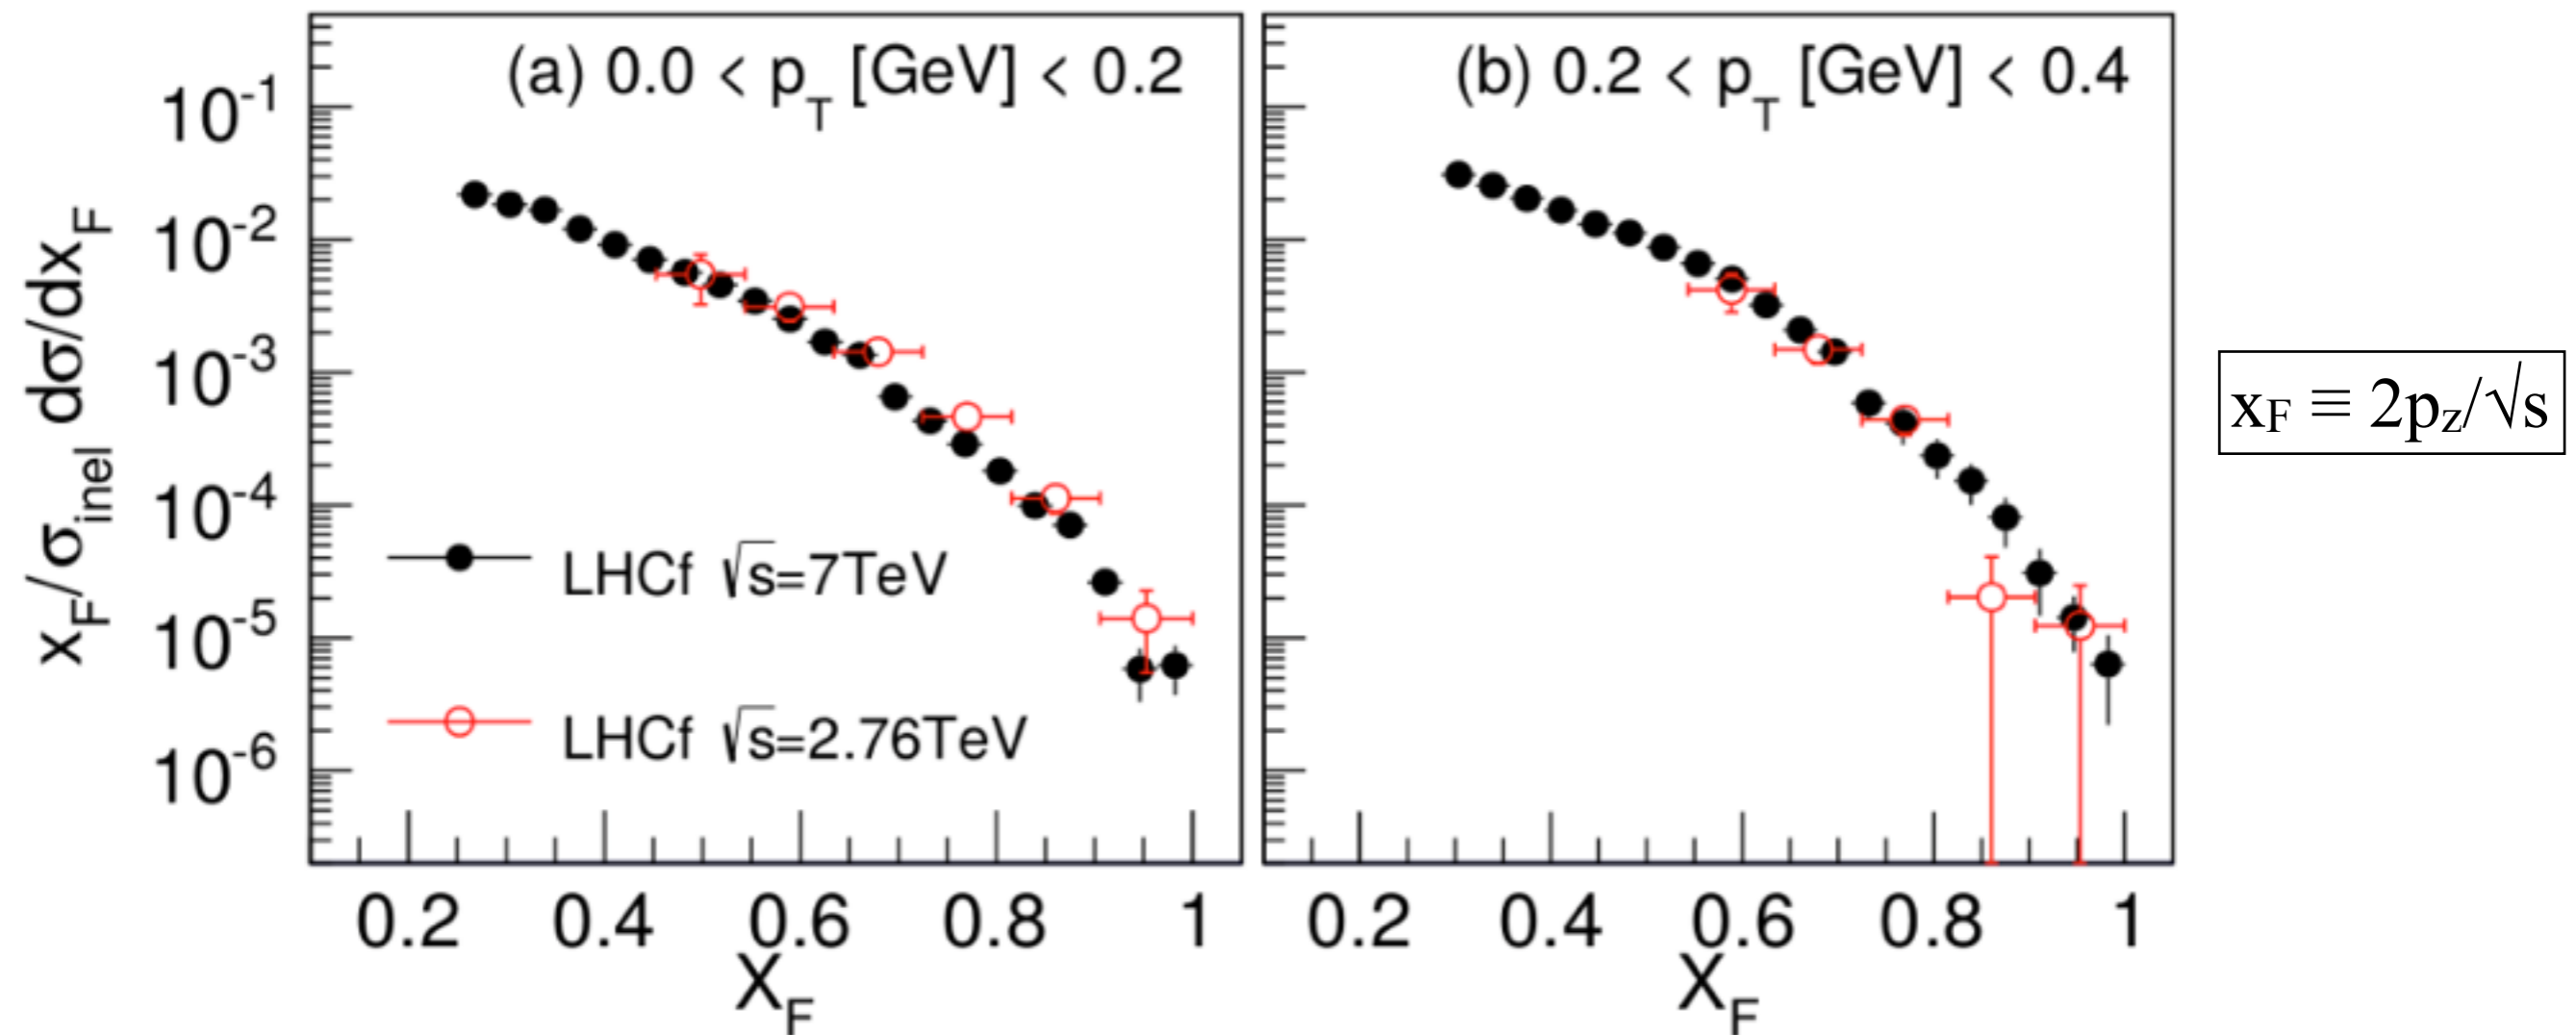 (a) 0.0 < p_T [GeV] < 0.2
(b) 0.2 < p_T [GeV] < 0.4
x_F/σ_inel dσ/dx_F
10^-1
10^-2
10^-3
10^-4
10^-5
10^-6
LHCf √s=7TeV
LHCf √s=2.76TeV
x_F ≡ 2p_z/√s
0.2 0.4 0.6 0.8 1
0.2 0.4 0.6 0.8 1
X_F
X_F